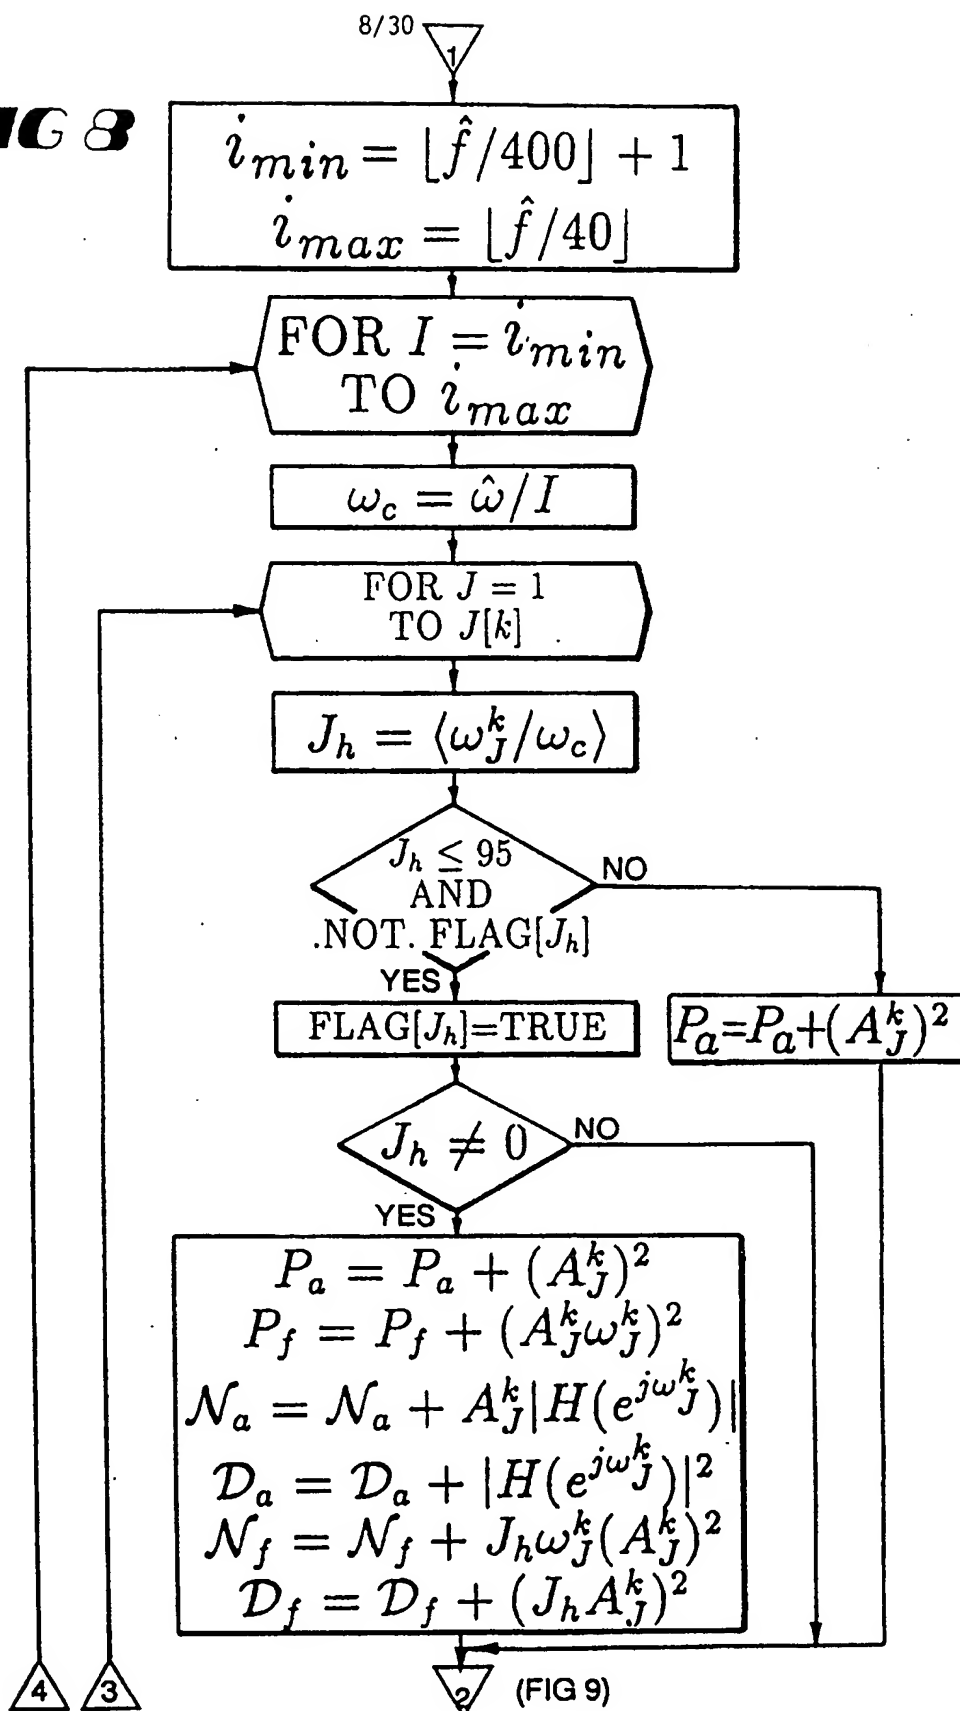 8/30
1
IG 8
i_min = ⌊f̂/400⌋ + 1
i_max = ⌊f̂/40⌋
FOR I = i_min
TO i_max
ω_c = ω̂/I
FOR J = 1
TO J[k]
J_h = ⟨ω_J^k/ω_c⟩
J_h ≤ 95
AND
.NOT. FLAG[J_h]
NO
YES
FLAG[J_h]=TRUE
P_a=P_a+(A_J^k)^2
J_h ≠ 0
NO
YES
P_a = P_a + (A_J^k)^2
P_f = P_f + (A_J^k ω_J^k)^2
𝒩_a = 𝒩_a + A_J^k|H(e^{jω_J^k})|
𝒟_a = 𝒟_a + |H(e^{jω_J^k})|^2
𝒩_f = 𝒩_f + J_h ω_J^k(A_J^k)^2
𝒟_f = 𝒟_f + (J_h A_J^k)^2
4
3
2
(FIG 9)